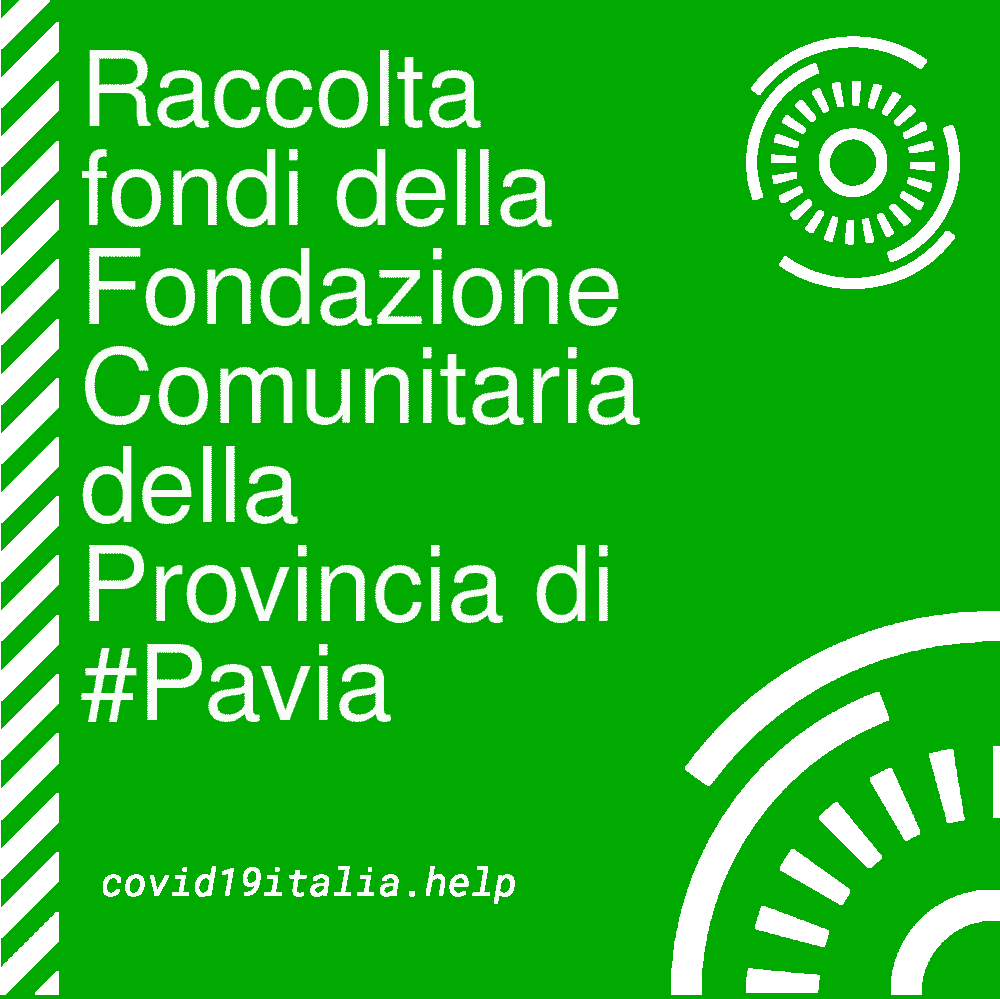 Raccolta
fondi della
Fondazione
Comunitaria
della
Provincia di
#Pavia
covid19italia.help